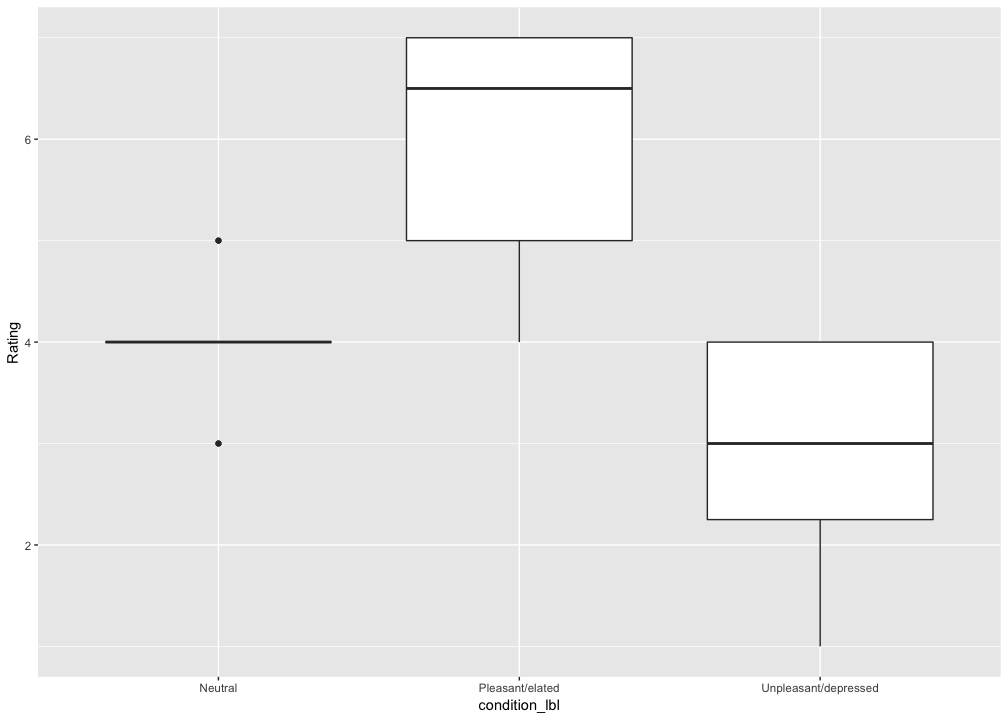 Rating
6
4
2
Neutral
Pleasant/elated
Unpleasant/depressed
condition_lbl